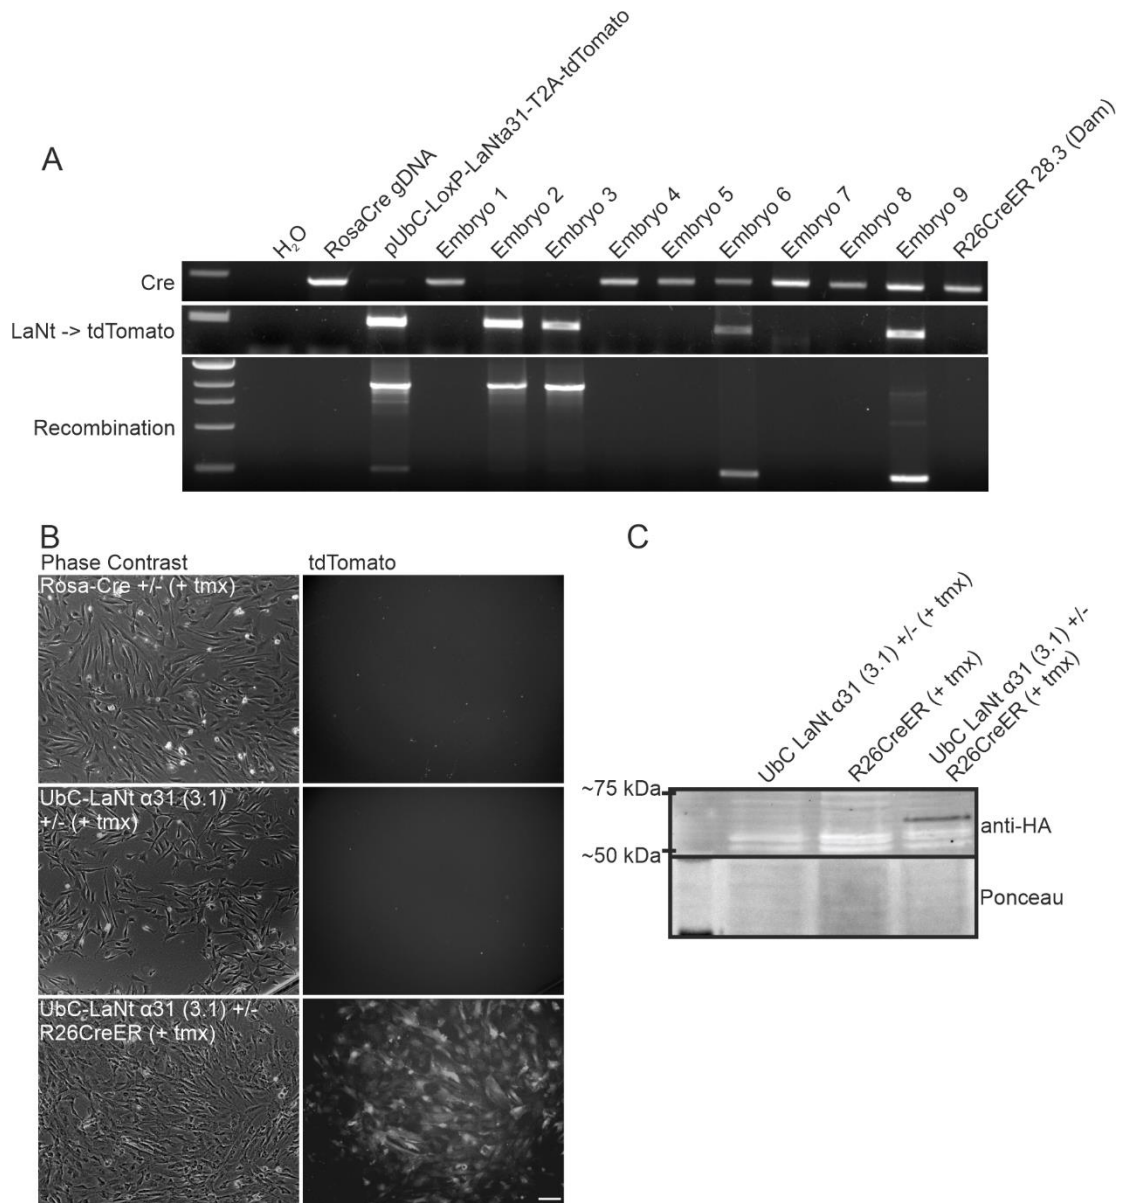 A
H₂O
RosaCre gDNA
pUbC-LoxP-LaNta31-T2A-tdTomato
Embryo 1
Embryo 2
Embryo 3
Embryo 4
Embryo 5
Embryo 6
Embryo 7
Embryo 8
Embryo 9
R26CreER 28.3 (Dam)
Cre
LaNt -> tdTomato
Recombination
B
Phase Contrast
tdTomato
Rosa-Cre +/- (+ tmx)
UbC-LaNt α31 (3.1)
+/- (+ tmx)
UbC-LaNt α31 (3.1) +/-
R26CreER (+ tmx)
C
UbC LaNt α31 (3.1) +/- (+ tmx)
R26CreER (+ tmx)
UbC LaNt α31 (3.1) +/-
R26CreER (+ tmx)
~75 kDa
anti-HA
~50 kDa
Ponceau